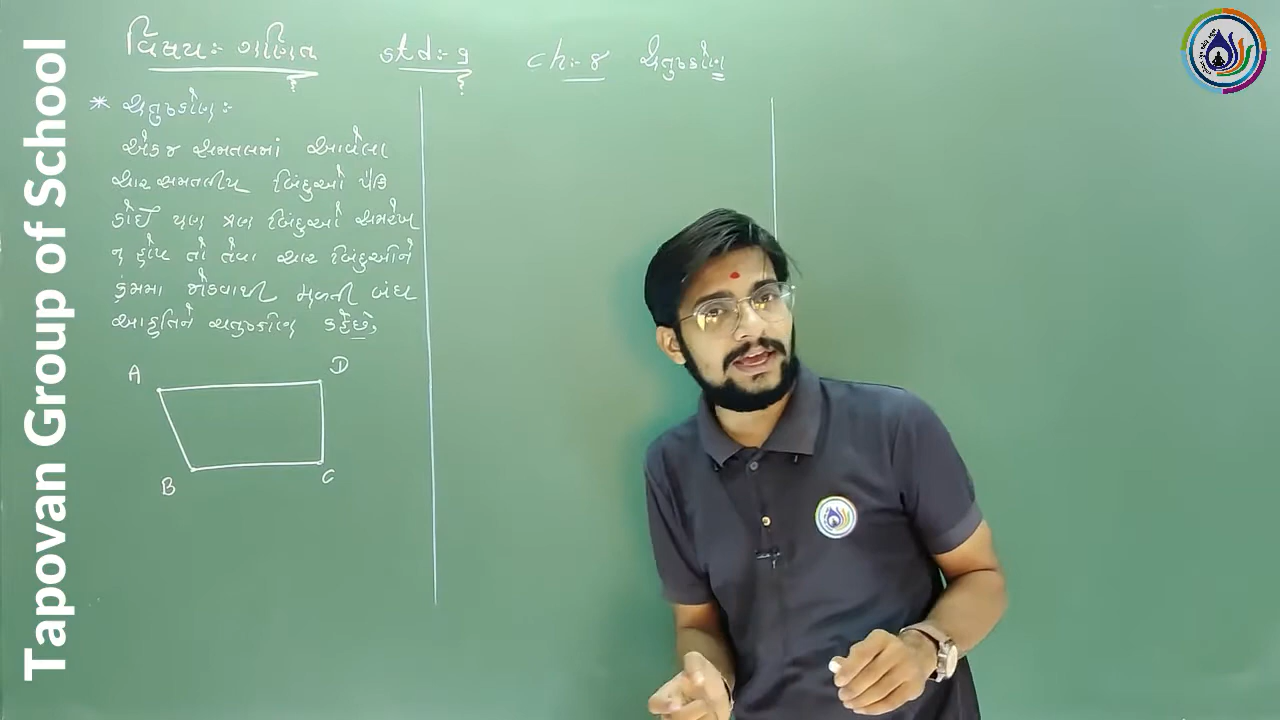 Tapovan Group of School
વિષય:- ગણિત std:- 9 ch:- 8 ચતુષ્કોણ
* ચતુષ્કોણ:-
એકજ સમતલમાં આવેલા
ચાર સમતલીય બિંદુઓ પૈકિ
કોઈ પણ ત્રણ બિંદુઓ સમરેખ
ન હોય તો તેવા ચાર બિંદુઓને
ક્રમમા જોડવાથી મળતી બંધ
આકૃતિને ચતુષ્કોણ કહેછે,
A D
B C